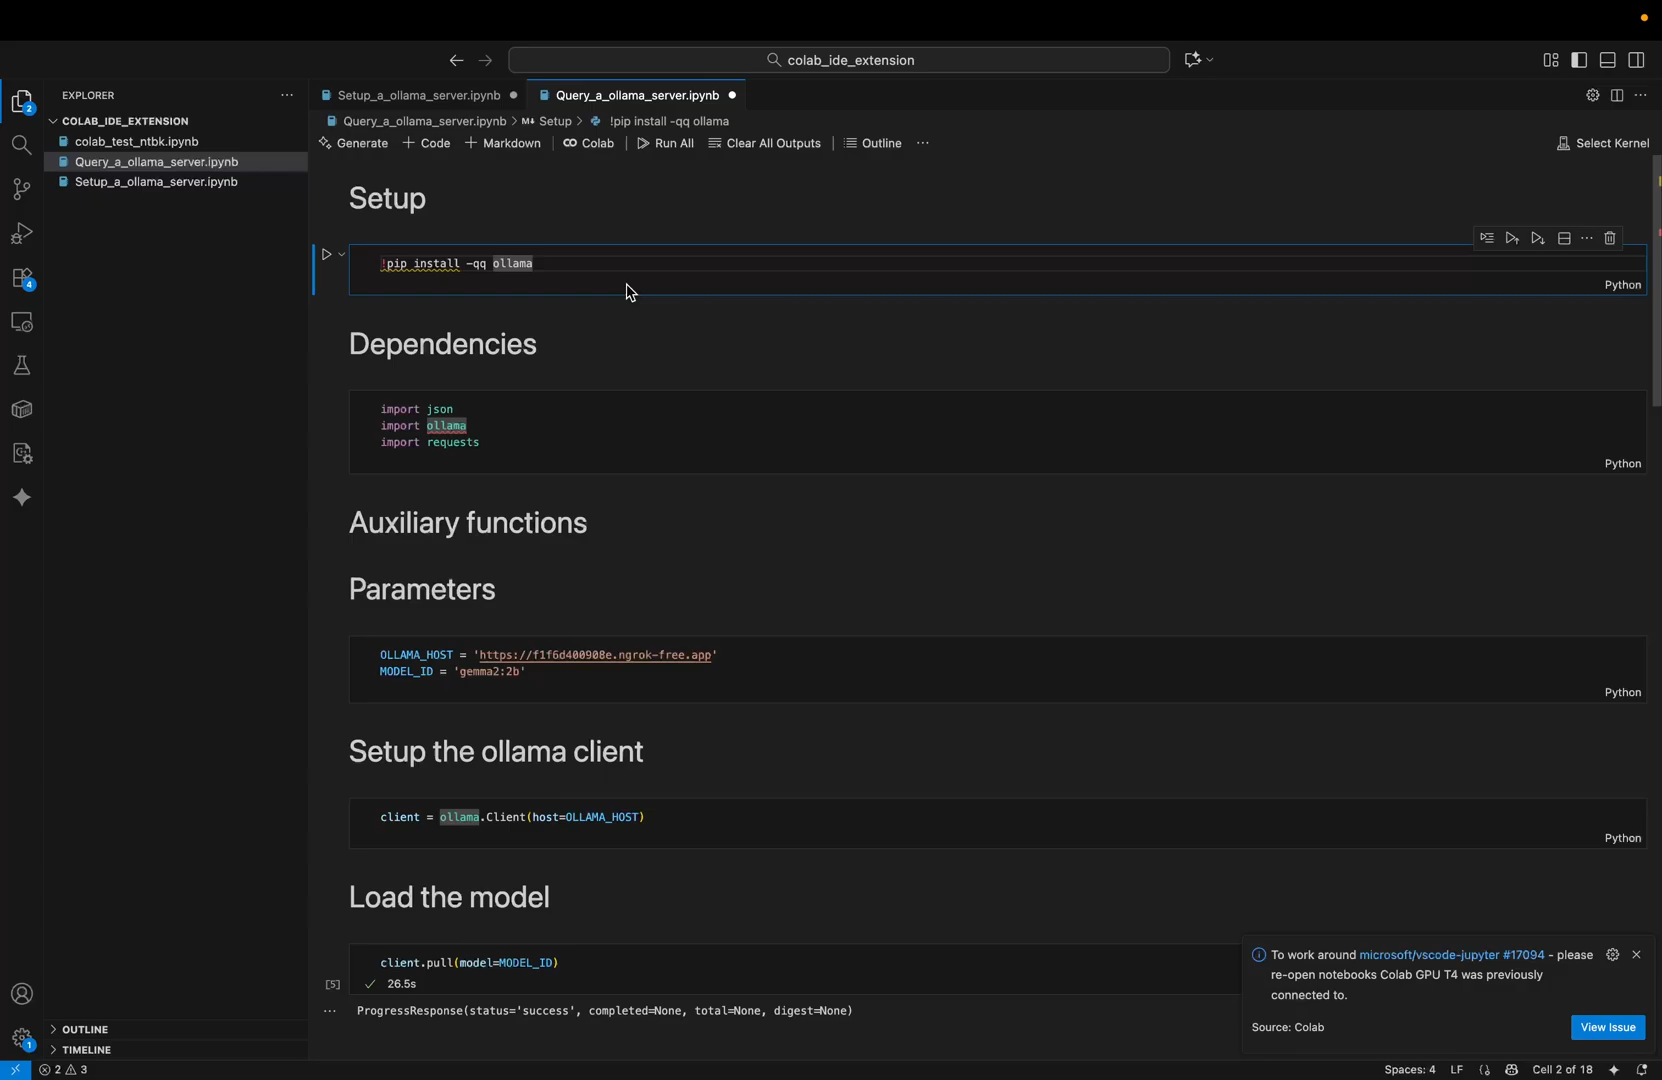 colab_ide_extension
EXPLORER
COLAB_IDE_EXTENSION
colab_test_ntbk.ipynb
Query_a_ollama_server.ipynb
Setup_a_ollama_server.ipynb
OUTLINE
TIMELINE
2
4
1
Setup_a_ollama_server.ipynb
Query_a_ollama_server.ipynb
Query_a_ollama_server.ipynb > M↓ Setup > !pip install -qq ollama
Generate + Code + Markdown Colab Run All Clear All Outputs Outline ... Select Kernel
Setup
!pip install -qq ollama
Python
Dependencies
import json
import ollama
import requests
Python
Auxiliary functions
Parameters
OLLAMA_HOST = 'https://f1f6d400908e.ngrok-free.app'
MODEL_ID = 'gemma2:2b'
Python
Setup the ollama client
client = ollama.Client(host=OLLAMA_HOST)
Python
Load the model
client.pull(model=MODEL_ID)
[5] ✓ 26.5s
ProgressResponse(status='success', completed=None, total=None, digest=None)
To work around microsoft/vscode-jupyter #17094 - please
re-open notebooks Colab GPU T4 was previously
connected to.
Source: Colab
View Issue
2 3
Spaces: 4 LF Cell 2 of 18